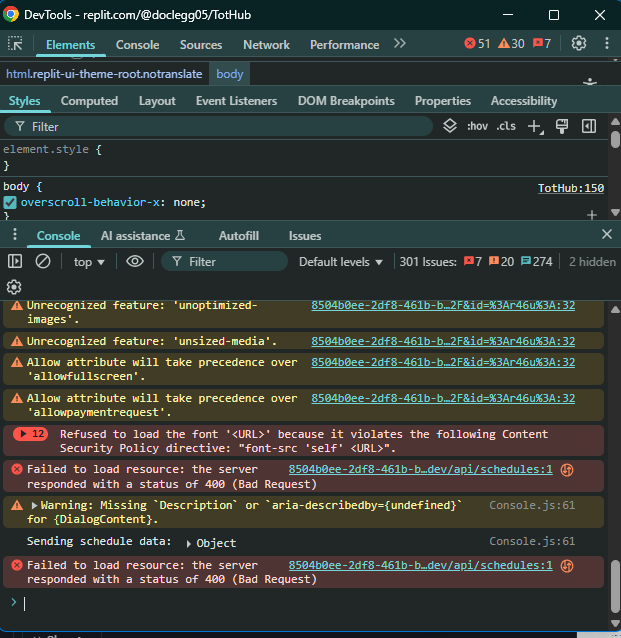 DevTools - replit.com/@doclegg05/TotHub
Elements Console Sources Network Performance 51 30 7
html.replit-ui-theme-root.notranslate body
Styles Computed Layout Event Listeners DOM Breakpoints Properties Accessibility
Filter :hov .cls
element.style {
}
body { TotHub:150
overscroll-behavior-x: none;
}
Console AI assistance Autofill Issues
top Filter Default levels 301 Issues: 7 20 274 2 hidden
Unrecognized feature: 'unoptimized- 8504b0ee-2df8-461b-b…2F&id=%3Ar46u%3A:32
images'.
Unrecognized feature: 'unsized-media'. 8504b0ee-2df8-461b-b…2F&id=%3Ar46u%3A:32
Allow attribute will take precedence over 8504b0ee-2df8-461b-b…2F&id=%3Ar46u%3A:32
'allowfullscreen'.
Allow attribute will take precedence over 8504b0ee-2df8-461b-b…2F&id=%3Ar46u%3A:32
'allowpaymentrequest'.
12 Refused to load the font '<URL>' because it violates the following Content
Security Policy directive: "font-src 'self' <URL>".
Failed to load resource: the server 8504b0ee-2df8-461b-b…dev/api/schedules:1
responded with a status of 400 (Bad Request)
Warning: Missing `Description` or `aria-describedby={undefined}` Console.js:61
for {DialogContent}.
Sending schedule data: Object Console.js:61
Failed to load resource: the server 8504b0ee-2df8-461b-b…dev/api/schedules:1
responded with a status of 400 (Bad Request)